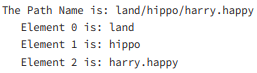 The Path Name is: land/hippo/harry.happy
Element 0 is: land
Element 1 is: hippo
Element 2 is: harry.happy